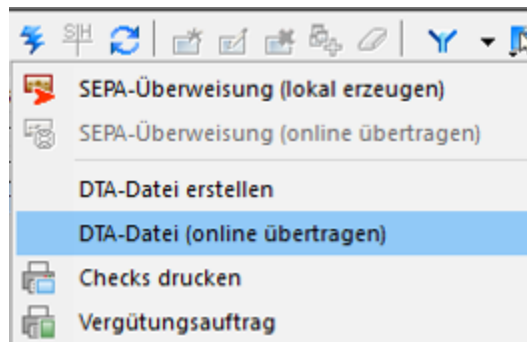 S|H
SEPA-Überweisung (lokal erzeugen)
SEPA-Überweisung (online übertragen)
DTA-Datei erstellen
DTA-Datei (online übertragen)
Checks drucken
Vergütungsauftrag